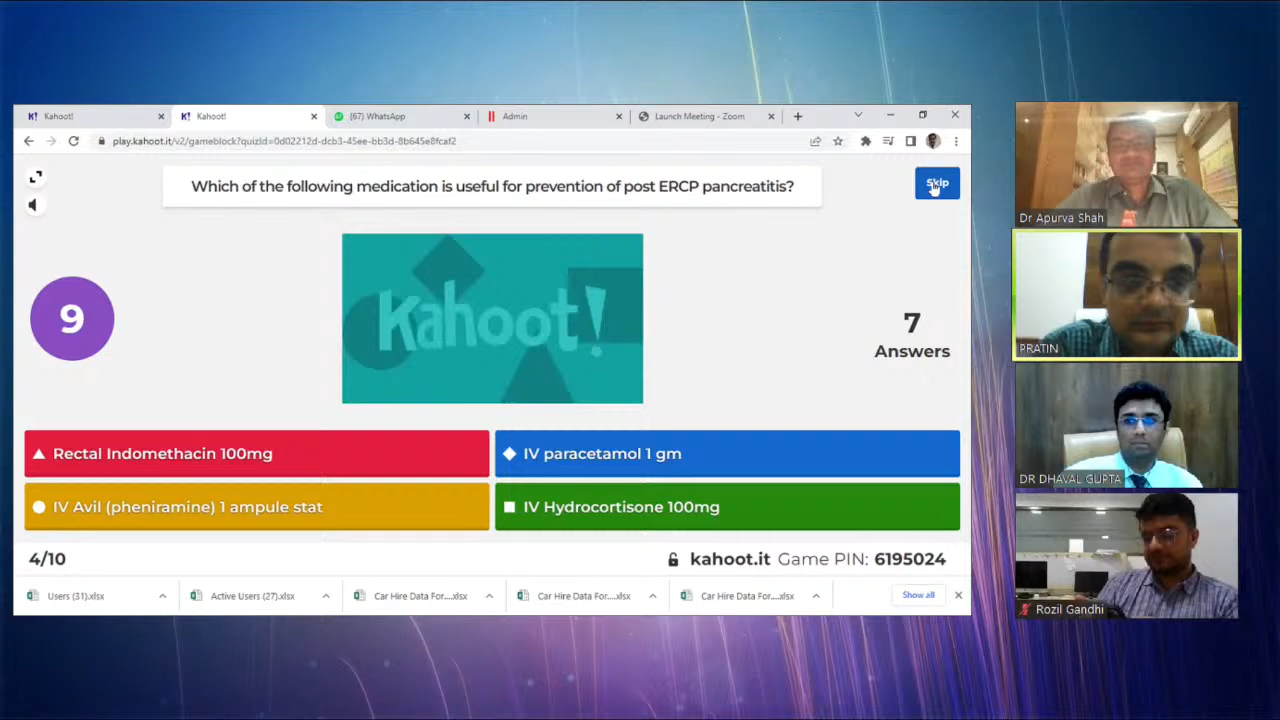 Kahoot!
Kahoot!
(67) WhatsApp
Admin
Launch Meeting - Zoom
play.kahoot.it/v2/gameblock?quizId=0d02212d-dcb3-45ee-bb3d-8b645e8fcaf2
Which of the following medication is useful for prevention of post ERCP pancreatitis?
Skip
9
Kahoot!
7
Answers
Rectal Indomethacin 100mg
IV paracetamol 1 gm
IV Avil (pheniramine) 1 ampule stat
IV Hydrocortisone 100mg
4/10
kahoot.it Game PIN: 6195024
Users (31).xlsx
Active Users (27).xlsx
Car Hire Data For....xlsx
Car Hire Data For....xlsx
Car Hire Data For....xlsx
Show all
Dr Apurva Shah
PRATIN
DR DHAVAL GUPTA
Rozil Gandhi